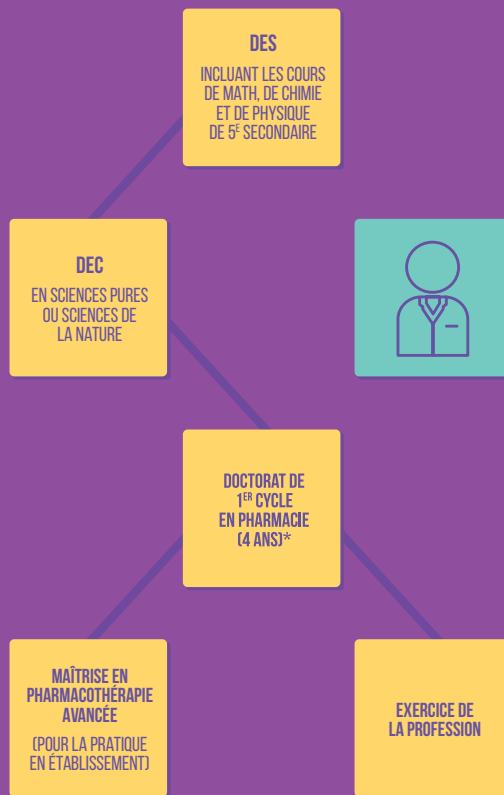 DES
INCLUANT LES COURS
DE MATH, DE CHIMIE
ET DE PHYSIQUE
DE 5E SECONDAIRE
DEC
EN SCIENCES PURES
OU SCIENCES DE
LA NATURE
DOCTORAT DE
1ER CYCLE
EN PHARMACIE
(4 ANS)*
MAÎTRISE EN
PHARMACOTHÉRAPIE
AVANCÉE
(POUR LA PRATIQUE
EN ÉTABLISSEMENT)
EXERCICE DE
LA PROFESSION